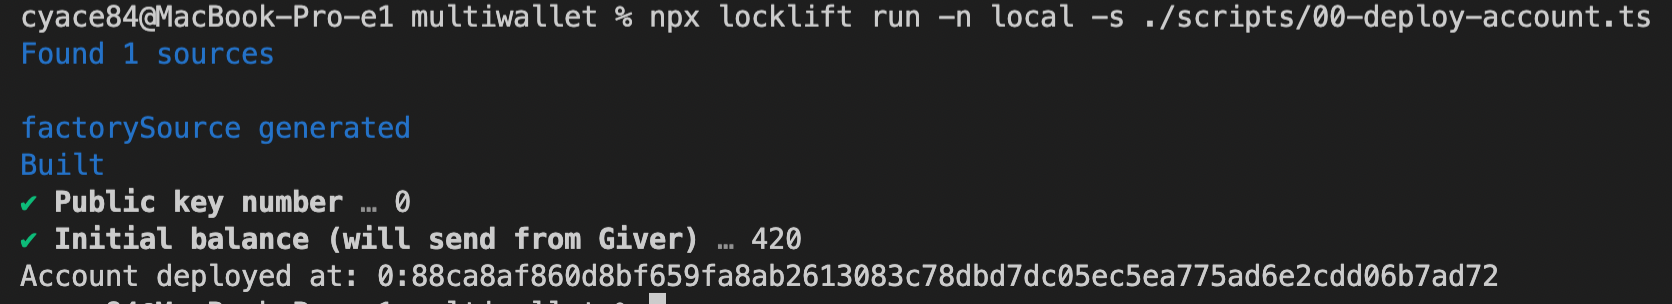 cyace84@MacBook-Pro-e1 multiwallet % npx locklift run -n local -s ./scripts/00-deploy-account.ts
Found 1 sources
factorySource generated
Built
✔ Public key number … 0
✔ Initial balance (will send from Giver) … 420
Account deployed at: 0:88ca8af860d8bf659fa8ab2613083c78dbd7dc05ec5ea775ad6e2cdd06b7ad72